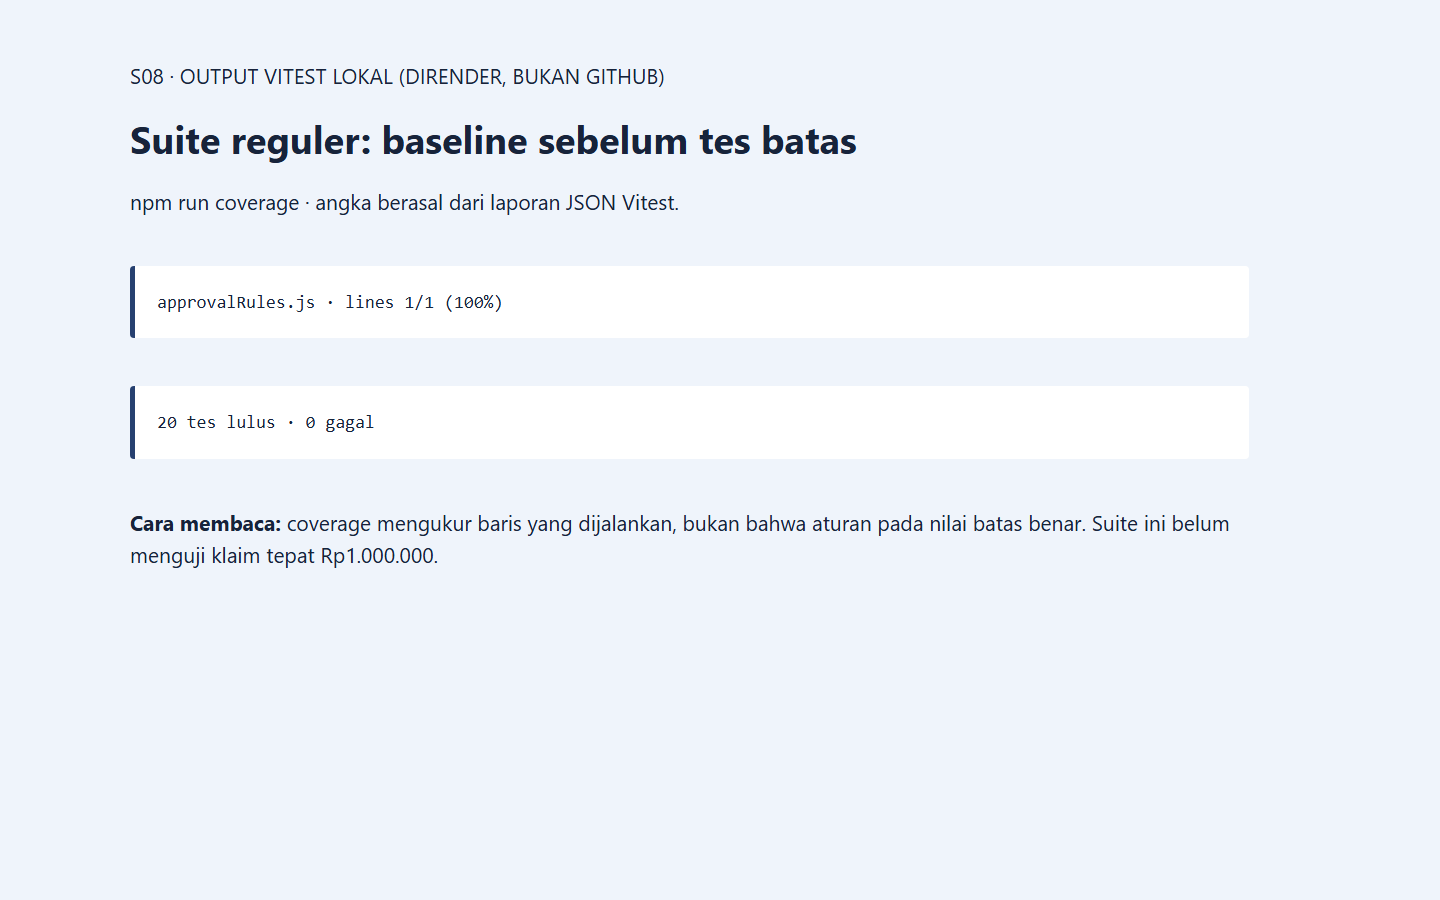 S08 · OUTPUT VITEST LOKAL (DIRENDER, BUKAN GITHUB)
Suite reguler: baseline sebelum tes batas
npm run coverage · angka berasal dari laporan JSON Vitest.
approvalRules.js · lines 1/1 (100%)
20 tes lulus · 0 gagal
Cara membaca: coverage mengukur baris yang dijalankan, bukan bahwa aturan pada nilai batas benar. Suite ini belum
menguji klaim tepat Rp1.000.000.